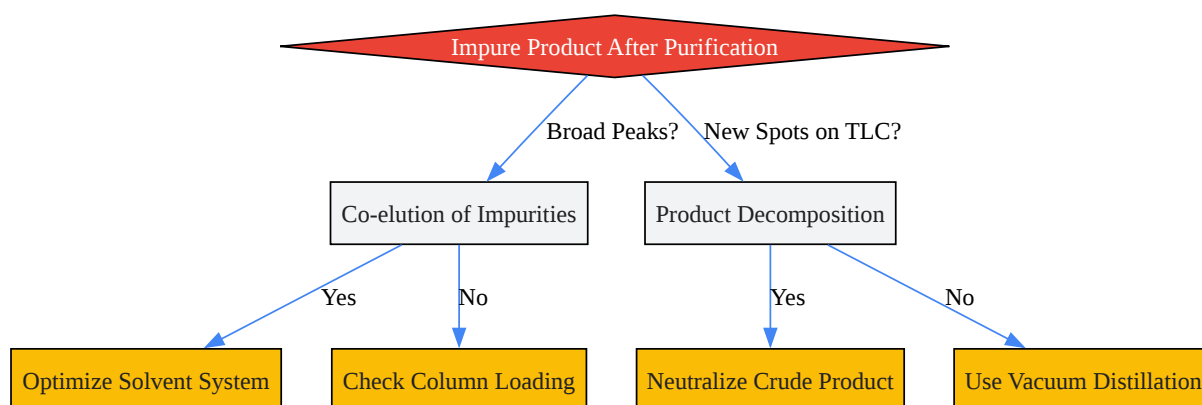 Impure Product After Purification
Broad Peaks?
New Spots on TLC?
Co-elution of Impurities
Product Decomposition
Yes
No
Yes
No
Optimize Solvent System
Check Column Loading
Neutralize Crude Product
Use Vacuum Distillation